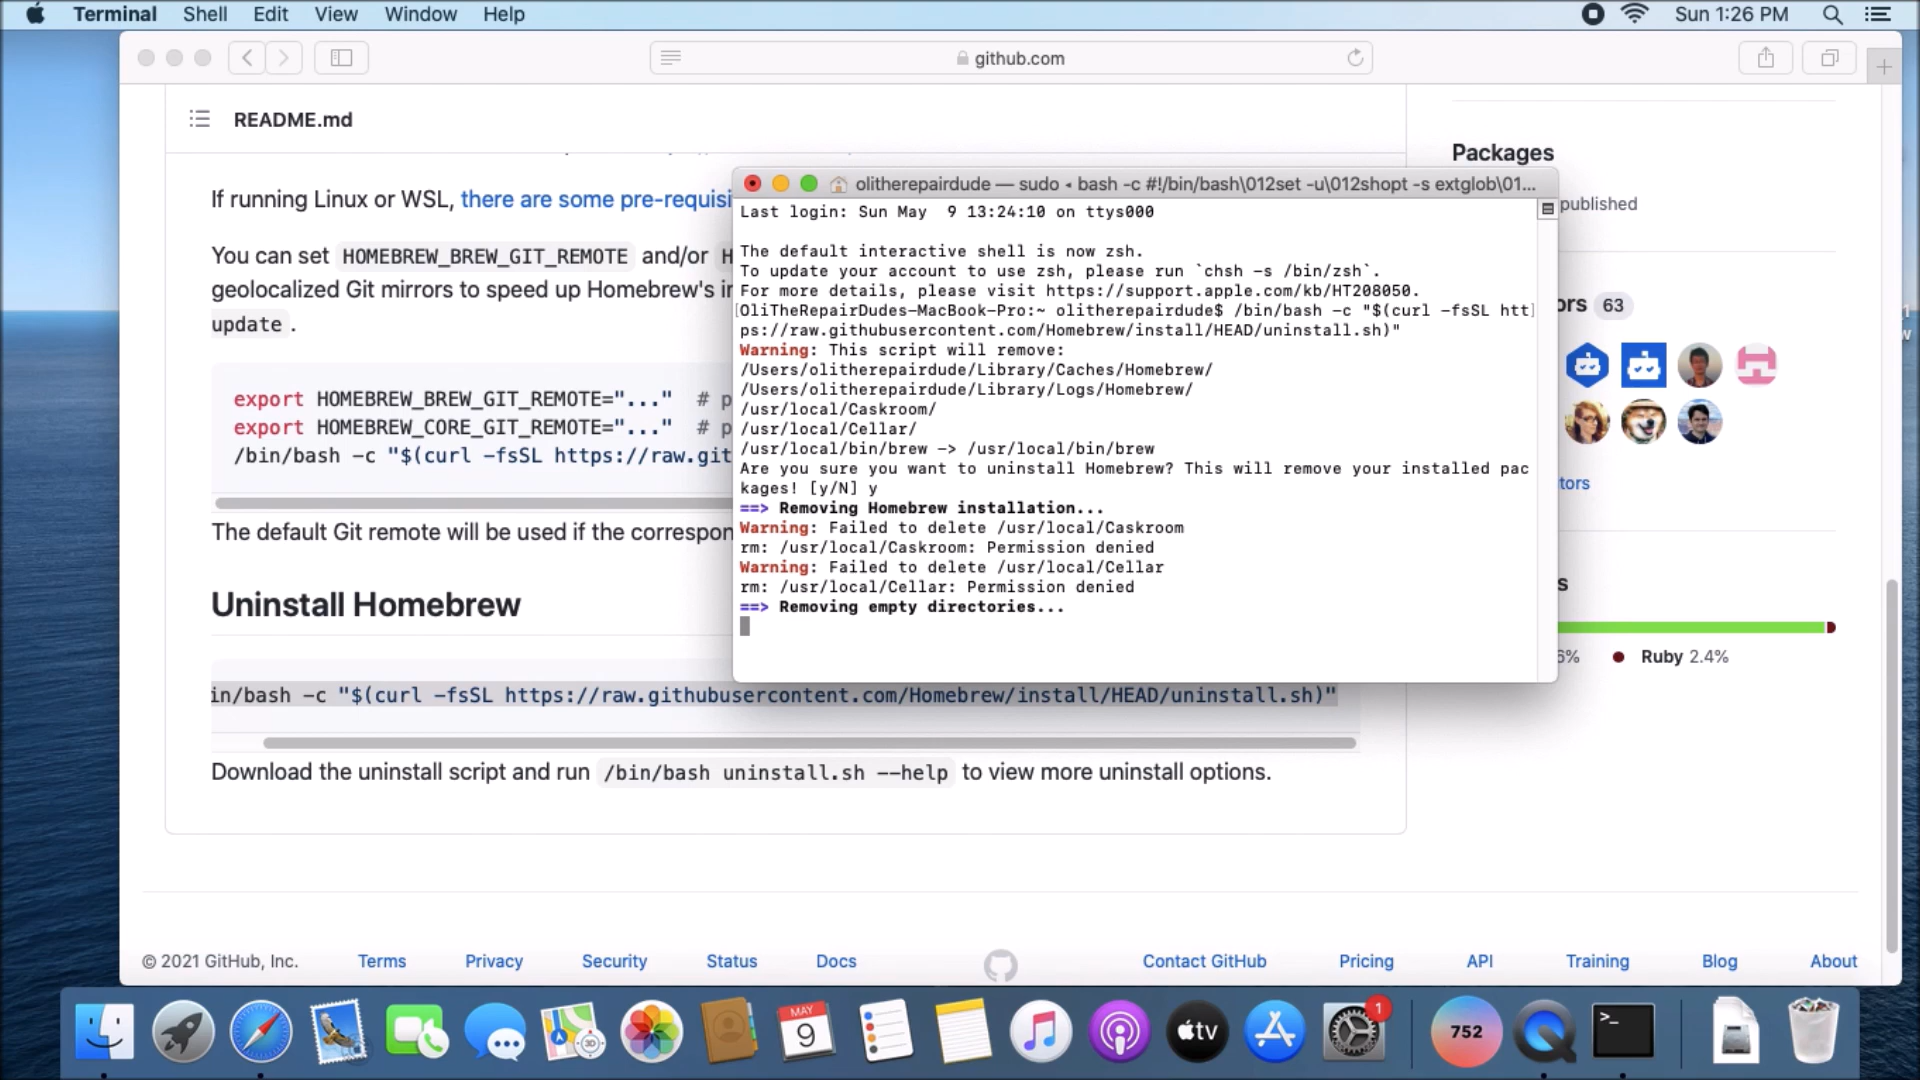 Terminal Shell Edit View Window Help Sun 1:26 PM
github.com
README.md
If running Linux or WSL, there are some pre-requisi
You can set HOMEBREW_BREW_GIT_REMOTE and/or H
geolocalized Git mirrors to speed up Homebrew's in
update .
export HOMEBREW_BREW_GIT_REMOTE="..." # p
export HOMEBREW_CORE_GIT_REMOTE="..." # p
/bin/bash -c "$(curl -fsSL https://raw.git
The default Git remote will be used if the correspon
Uninstall Homebrew
in/bash -c "$(curl -fsSL https://raw.githubusercontent.com/Homebrew/install/HEAD/uninstall.sh)"
Download the uninstall script and run /bin/bash uninstall.sh --help to view more uninstall options.
olitherepairdude — sudo ◂ bash -c #!/bin/bash\012set -u\012shopt -s extglob\01...
Last login: Sun May  9 13:24:10 on ttys000
The default interactive shell is now zsh.
To update your account to use zsh, please run `chsh -s /bin/zsh`.
For more details, please visit https://support.apple.com/kb/HT208050.
[OliTheRepairDudes-MacBook-Pro:~ olitherepairdude$ /bin/bash -c "$(curl -fsSL htt]
ps://raw.githubusercontent.com/Homebrew/install/HEAD/uninstall.sh)"
Warning: This script will remove:
/Users/olitherepairdude/Library/Caches/Homebrew/
/Users/olitherepairdude/Library/Logs/Homebrew/
/usr/local/Caskroom/
/usr/local/Cellar/
/usr/local/bin/brew -> /usr/local/bin/brew
Are you sure you want to uninstall Homebrew? This will remove your installed pac
kages! [y/N] y
==> Removing Homebrew installation...
Warning: Failed to delete /usr/local/Caskroom
rm: /usr/local/Caskroom: Permission denied
Warning: Failed to delete /usr/local/Cellar
rm: /usr/local/Cellar: Permission denied
==> Removing empty directories...
Packages
published
ors 63
tors
s
6% Ruby 2.4%
© 2021 GitHub, Inc. Terms Privacy Security Status Docs Contact GitHub Pricing API Training Blog About
3D
MAY
9
tv
1
752
>_